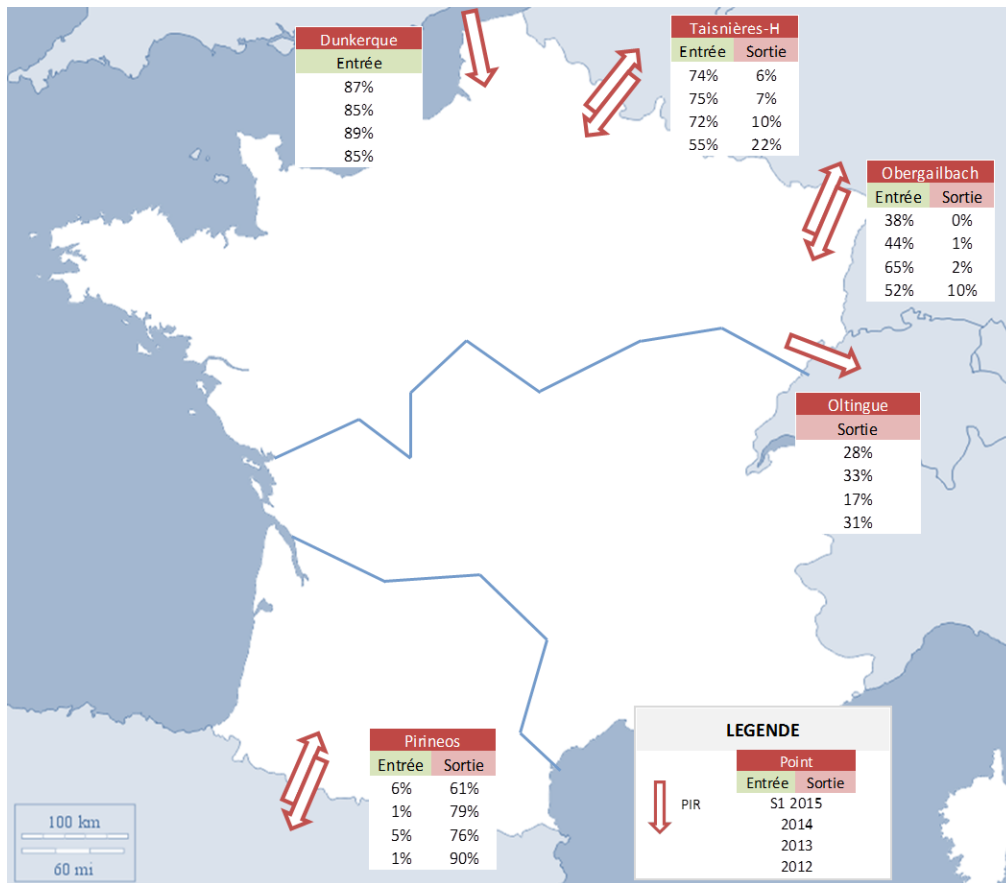 Dunkerque
Entrée
87%
85%
89%
85%
Taisnières-H
Entrée Sortie
74% 6%
75% 7%
72% 10%
55% 22%
Obergailbach
Entrée Sortie
38% 0%
44% 1%
65% 2%
52% 10%
Oltingue
Sortie
28%
33%
17%
31%
Pirineos
Entrée Sortie
6% 61%
1% 79%
5% 76%
1% 90%
LEGENDE
Point
Entrée Sortie
PIR
S1 2015
2014
2013
2012
100 km
60 mi